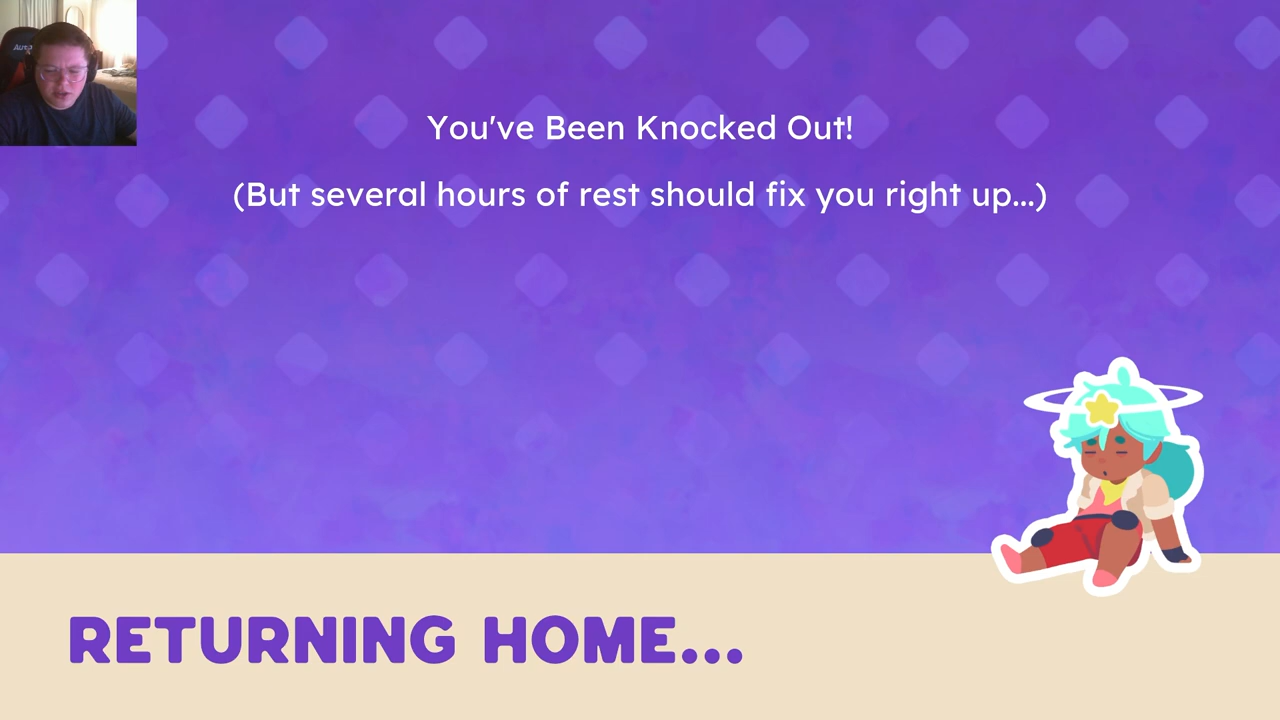 You've Been Knocked Out!
(But several hours of rest should fix you right up...)
RETURNING HOME...